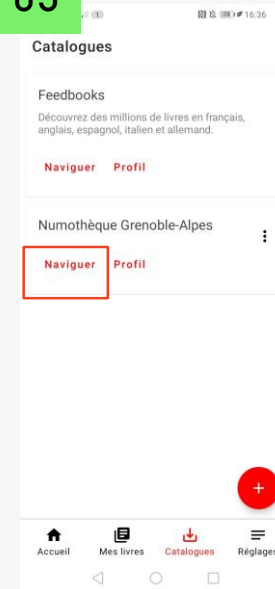 16:36
Catalogues
Feedbooks
Découvrez des millions de livres en français,
anglais, espagnol, italien et allemand.
Naviguer Profil
Numothèque Grenoble-Alpes
Naviguer Profil
+
Accueil Mes livres Catalogues Réglages